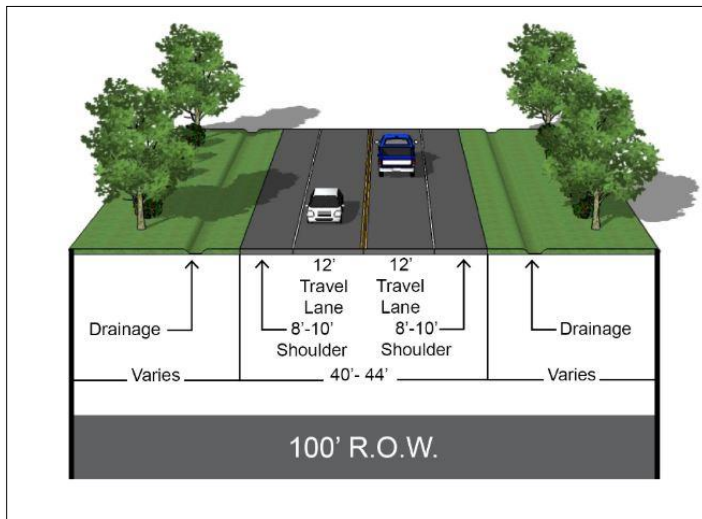 12' 12'
Travel Travel
Lane Lane
Drainage 8'-10' 8'-10' Drainage
Shoulder Shoulder
Varies 40'- 44' Varies
100' R.O.W.